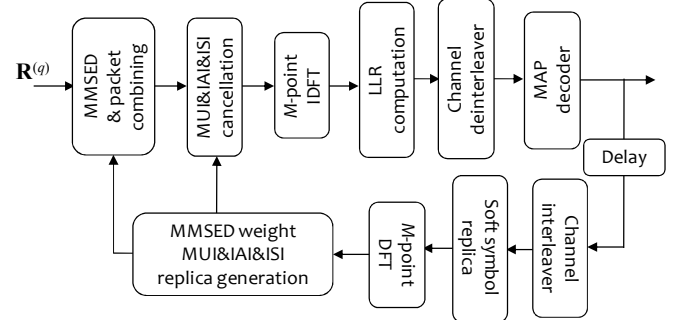 R(q)
MMSED
& packet
combining
MUI&IAI&ISI
cancellation
M-point
IDFT
LLR
computation
Channel
deinterleaver
MAP
decoder
Delay
Channel
interleaver
Soft symbol
replica
M-point
DFT
MMSED weight
MUI&IAI&ISI
replica generation